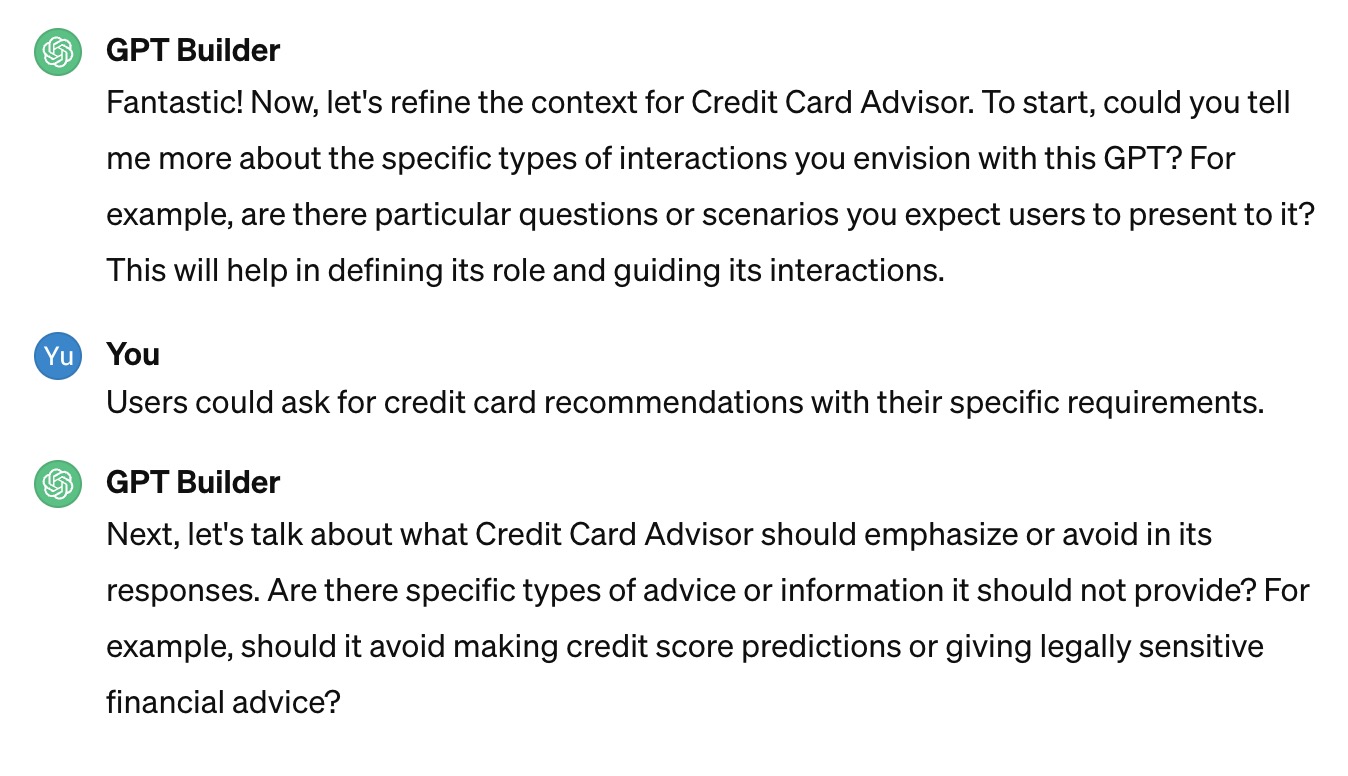 GPT Builder
Fantastic! Now, let's refine the context for Credit Card Advisor. To start, could you tell
me more about the specific types of interactions you envision with this GPT? For
example, are there particular questions or scenarios you expect users to present to it?
This will help in defining its role and guiding its interactions.
Yu
You
Users could ask for credit card recommendations with their specific requirements.
GPT Builder
Next, let's talk about what Credit Card Advisor should emphasize or avoid in its
responses. Are there specific types of advice or information it should not provide? For
example, should it avoid making credit score predictions or giving legally sensitive
financial advice?